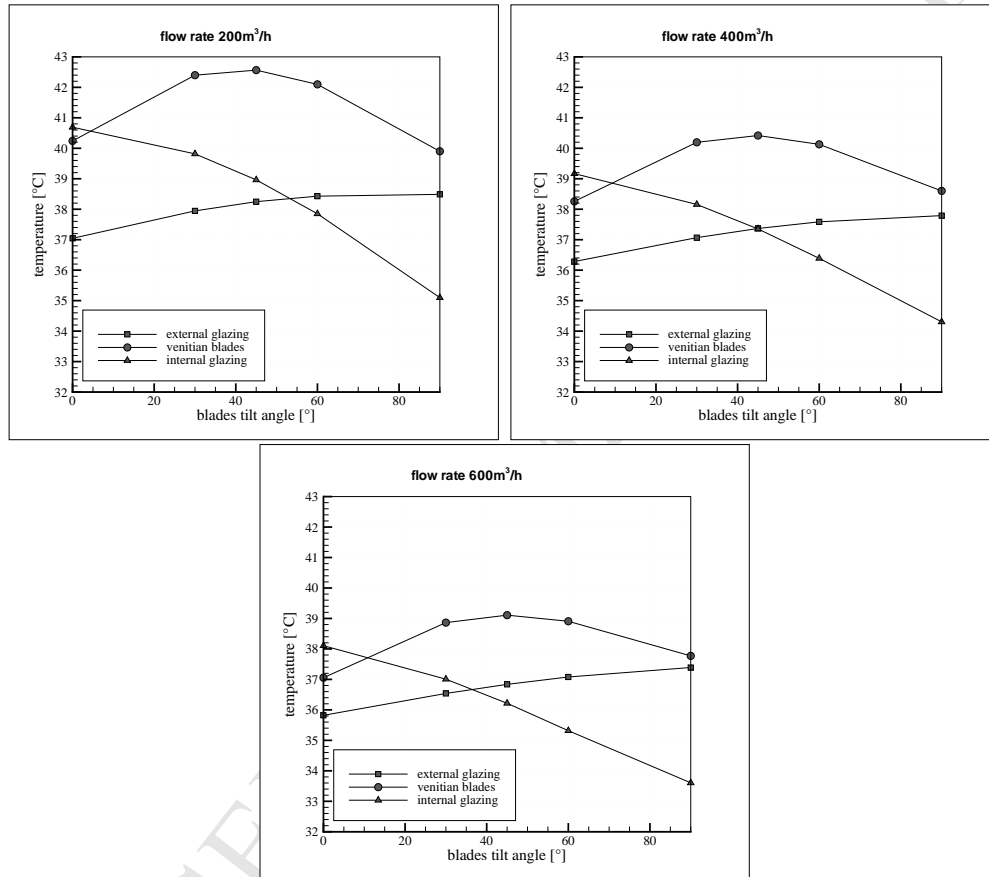 flow rate 200m³/h
43
42
41
40
39
38
37
36
35
34
33
32
temperature [°C]
external glazing
venitian blades
internal glazing
0 20 40 60 80
blades tilt angle [°]
flow rate 400m³/h
43
42
41
40
39
38
37
36
35
34
33
32
temperature [°C]
external glazing
venitian blades
internal glazing
0 20 40 60 80
blades tilt angle [°]
flow rate 600m³/h
43
42
41
40
39
38
37
36
35
34
33
32
temperature [°C]
external glazing
venitian blades
internal glazing
0 20 40 60 80
blades tilt angle [°]